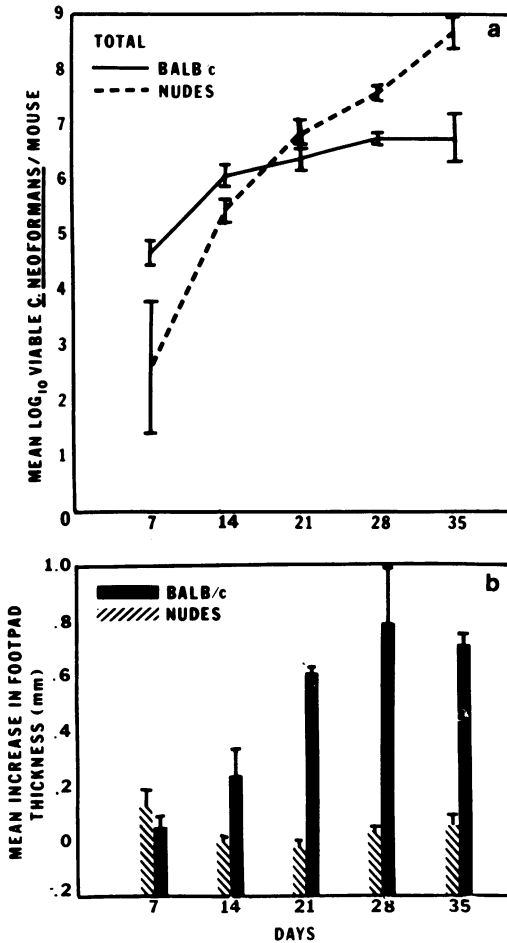 a
TOTAL
BALB c
NUDES
MEAN LOG₁₀ VIABLE C. NEOFORMANS/ MOUSE
9
8
7
6
5
4
3
2
1
0
7 14 21 28 35
b
BALB/c
NUDES
MEAN INCREASE IN FOOTPAD
THICKNESS (mm)
1.0
.8
.6
.4
.2
0
-.2
7 14 21 28 35
DAYS